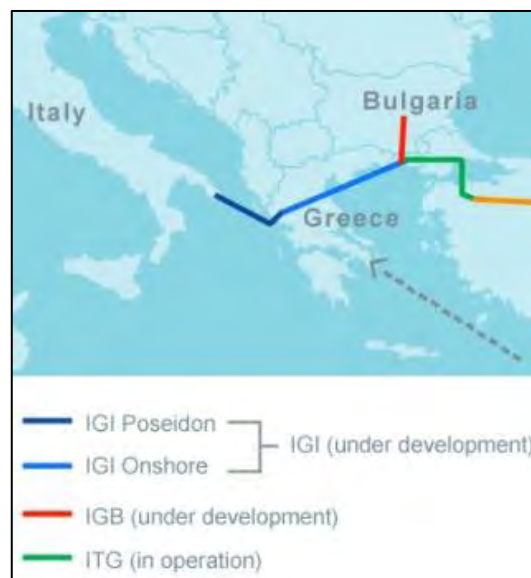 Italy
Bulgaria
Greece
IGI Poseidon
IGI Onshore
IGI (under development)
IGB (under development)
ITG (in operation)